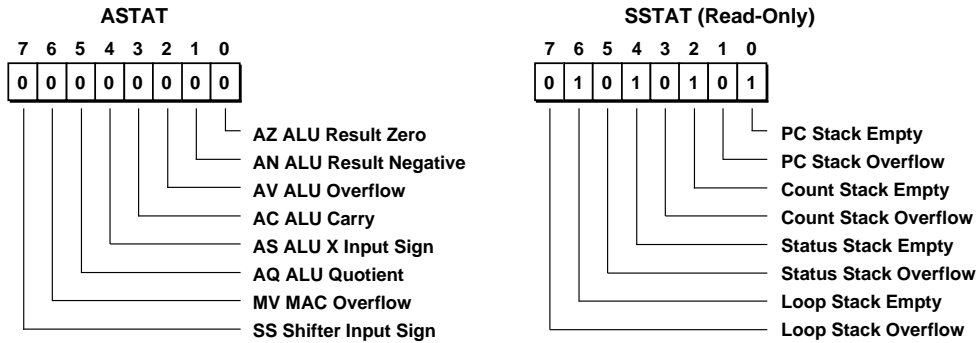 ASTAT
7 6 5 4 3 2 1 0
0 0 0 0 0 0 0 0
AZ ALU Result Zero
AN ALU Result Negative
AV ALU Overflow
AC ALU Carry
AS ALU X Input Sign
AQ ALU Quotient
MV MAC Overflow
SS Shifter Input Sign
SSTAT (Read-Only)
7 6 5 4 3 2 1 0
0 1 0 1 0 1 0 1
PC Stack Empty
PC Stack Overflow
Count Stack Empty
Count Stack Overflow
Status Stack Empty
Status Stack Overflow
Loop Stack Empty
Loop Stack Overflow